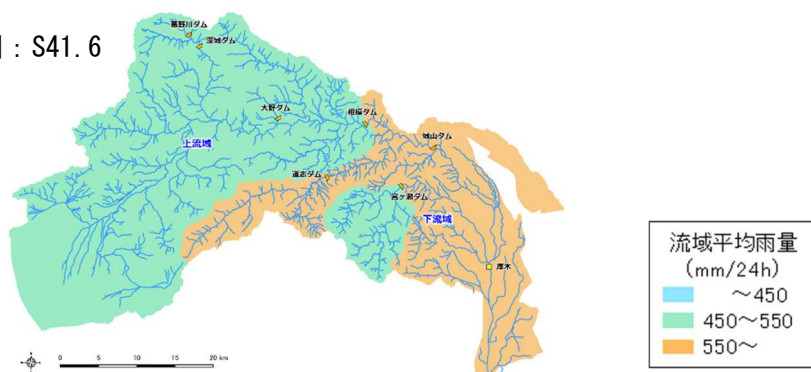 ：S41.6
葛野川ダム
深城ダム
大野ダム
相模ダム
城山ダム
上流域
道志ダム
宮ヶ瀬ダム
下流域
厚木
0 5 10 15 20 km
流域平均雨量
(mm/24h)
～450
450～550
550～